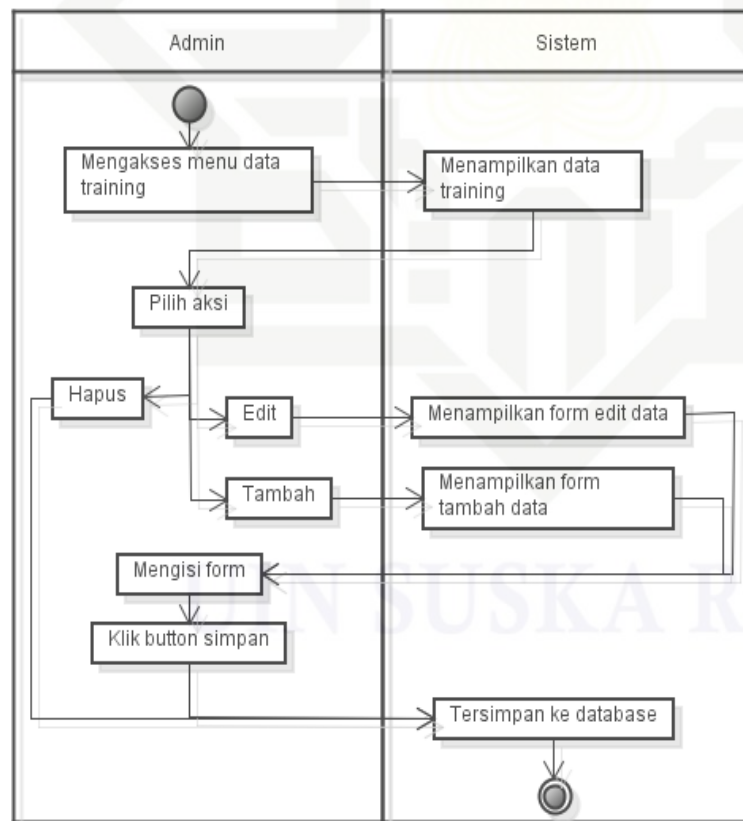 Admin
Sistem
Mengakses menu data
training
Menampilkan data
training
Pilih aksi
Hapus
Edit
Menampilkan form edit data
Tambah
Menampilkan form
tambah data
Mengisi form
UIN SUSKA R
Klik button simpan
Tersimpan ke database